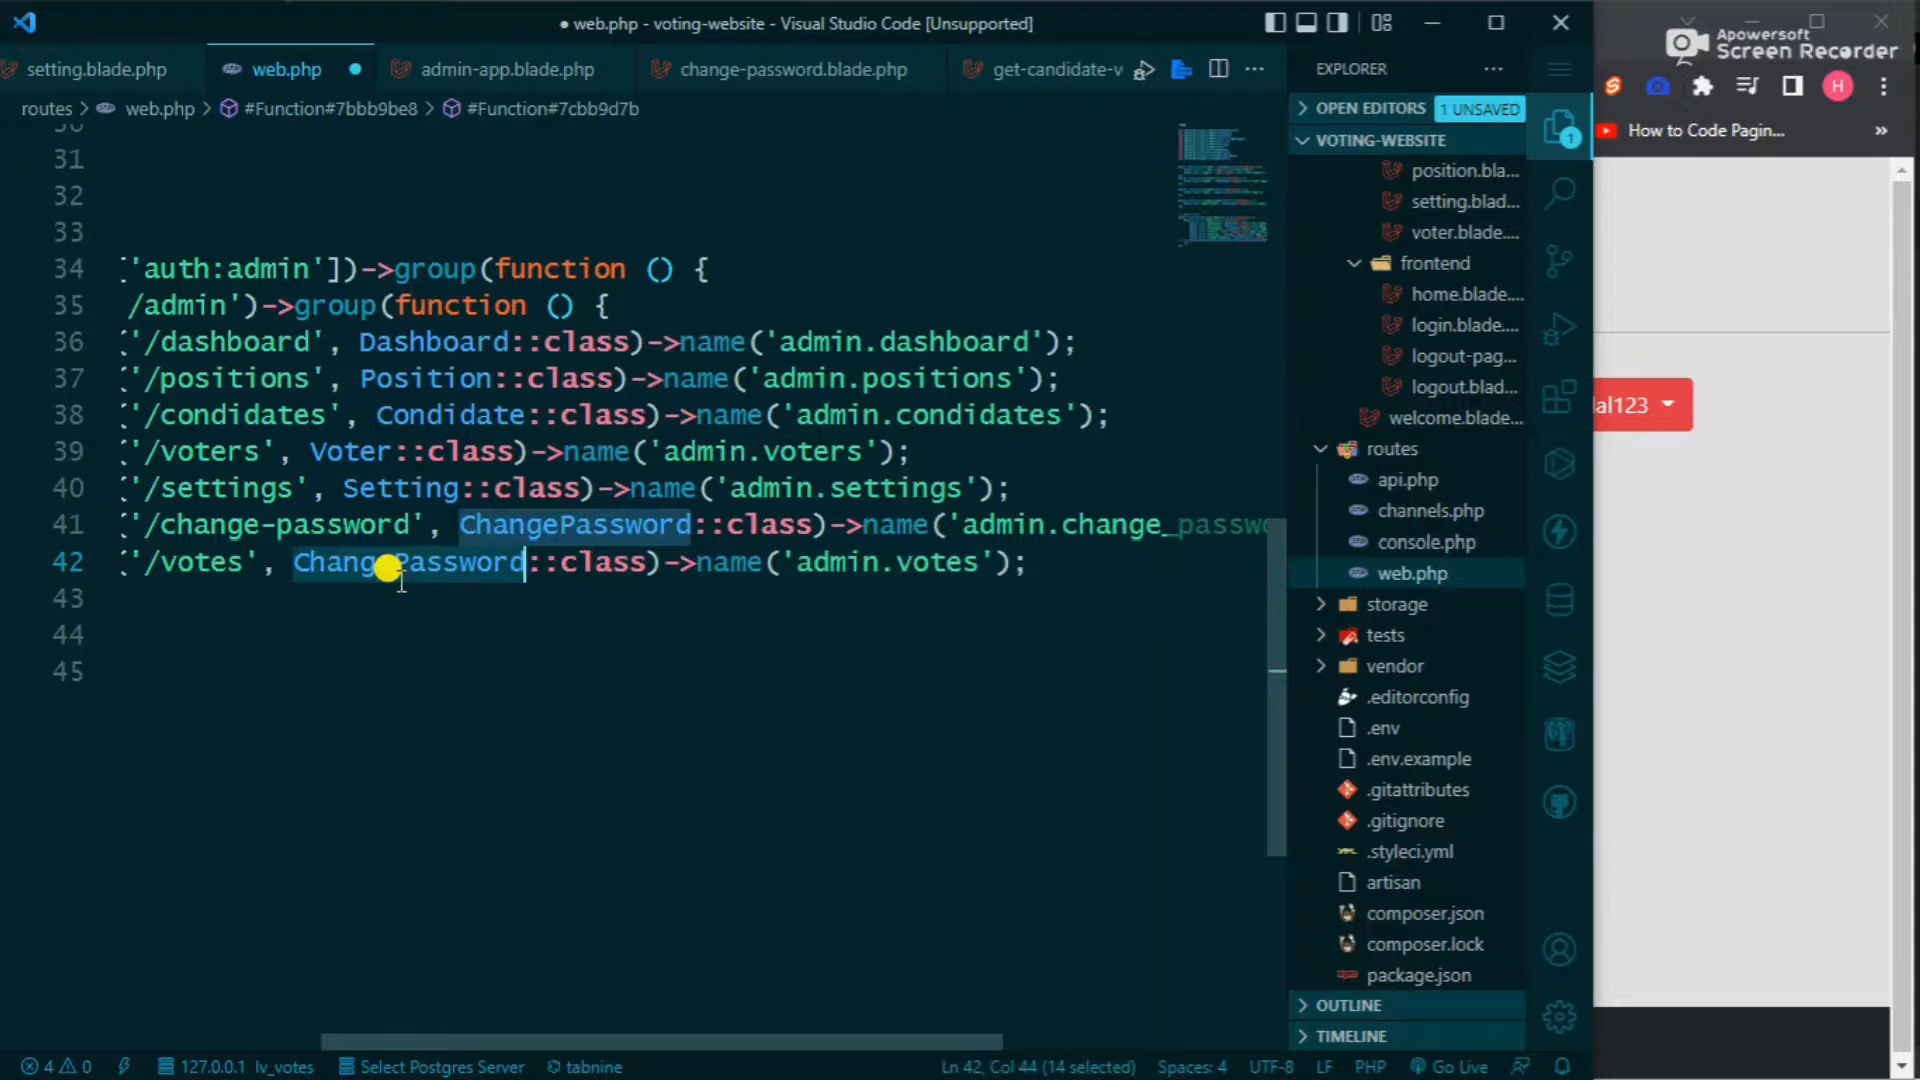 ● web.php - voting-website - Visual Studio Code [Unsupported]
setting.blade.php
web.php
admin-app.blade.php
change-password.blade.php
get-candidate-v
routes > web.php > #Function#7bbb9be8 > #Function#7cbb9d7b
31
32
33
34 ['auth:admin'])->group(function () {
35 /admin')->group(function () {
36 ('/dashboard', Dashboard::class)->name('admin.dashboard');
37 ('/positions', Position::class)->name('admin.positions');
38 ('/condidates', Condidate::class)->name('admin.condidates');
39 ('/voters', Voter::class)->name('admin.voters');
40 ('/settings', Setting::class)->name('admin.settings');
41 ('/change-password', ChangePassword::class)->name('admin.change_passwo
42 ('/votes', ChangePassword::class)->name('admin.votes');
43
44
45
EXPLORER
OPEN EDITORS 1 UNSAVED
VOTING-WEBSITE
position.bla...
setting.blad...
voter.blade....
frontend
home.blade....
login.blade....
logout-pag...
logout.blad...
welcome.blade...
routes
api.php
channels.php
console.php
web.php
storage
tests
vendor
.editorconfig
.env
.env.example
.gitattributes
.gitignore
.styleci.yml
artisan
composer.json
composer.lock
package.json
OUTLINE
TIMELINE
1
Apowersoft
Screen Recorder
H
How to Code Pagin...
»
lal123
4 0
127.0.0.1 lv_votes
Select Postgres Server
tabnine
Ln 42, Col 44 (14 selected)
Spaces: 4
UTF-8
LF
PHP
Go Live